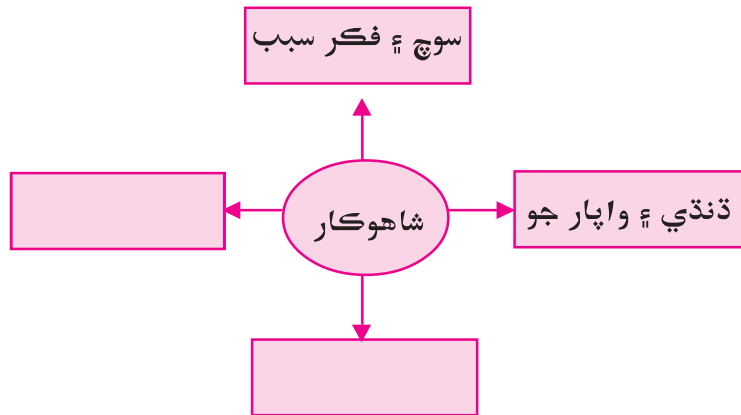 سوچ ۽ فڪر سبب
شاهوڪار
ڌنڌي ۽ واپار جو